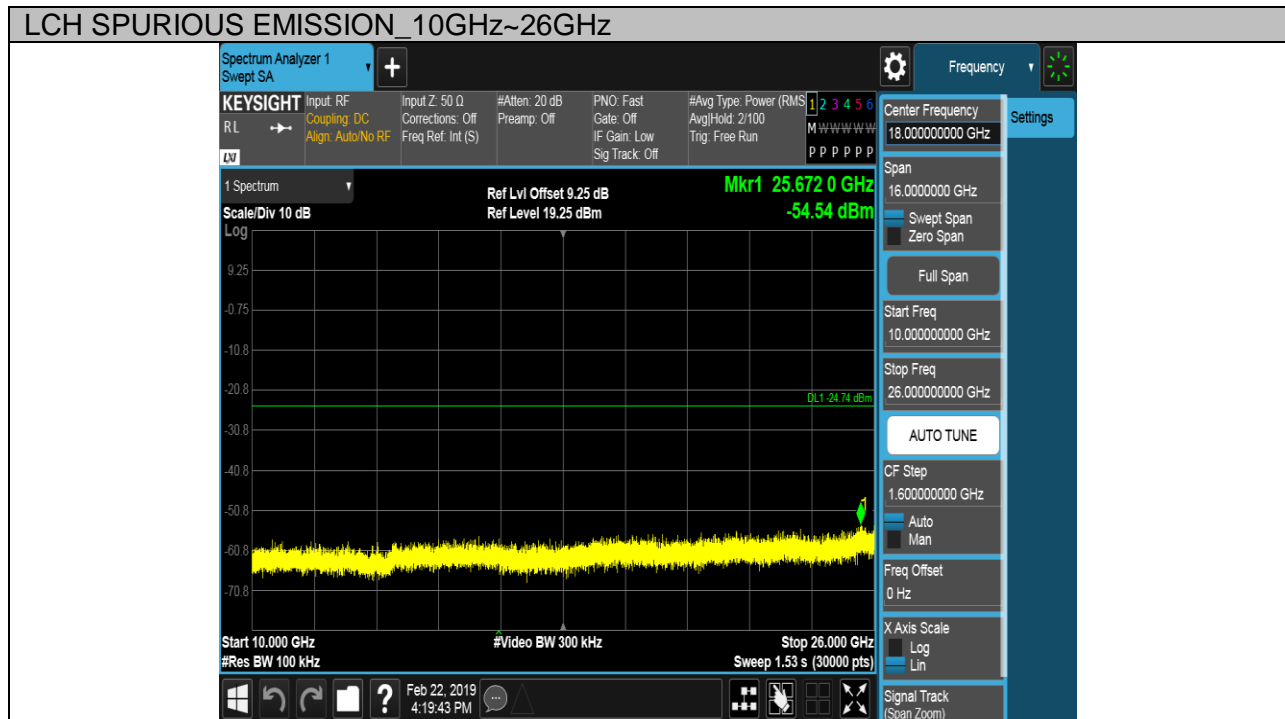 LCH SPURIOUS EMISSION_10GHz~26GHz
Spectrum Analyzer 1
Swept SA
Frequency
KEYSIGHT
RL
LXI
Input: RF
Coupling: DC
Align: Auto/No RF
Input Z: 50 Ω
Corrections: Off
Freq Ref: Int (S)
#Atten: 20 dB
Preamp: Off
PNO: Fast
Gate: Off
IF Gain: Low
Sig Track: Off
#Avg Type: Power (RMS
Avg|Hold: 2/100
Trig: Free Run
1 2 3 4 5 6
M W W W W W
P P P P P P
1 Spectrum
Scale/Div 10 dB
Log
Ref Lvl Offset 9.25 dB
Ref Level 19.25 dBm
Mkr1 25.672 0 GHz
-54.54 dBm
9.25
-0.75
-10.8
-20.8
DL1 -24.74 dBm
-30.8
-40.8
-50.8
1
-60.8
-70.8
Start 10.000 GHz
#Res BW 100 kHz
#Video BW 300 kHz
Stop 26.000 GHz
Sweep 1.53 s (30000 pts)
?
Feb 22, 2019
4:19:43 PM
Center Frequency
18.000000000 GHz
Settings
Span
16.0000000 GHz
Swept Span
Zero Span
Full Span
Start Freq
10.000000000 GHz
Stop Freq
26.000000000 GHz
AUTO TUNE
CF Step
1.600000000 GHz
Auto
Man
Freq Offset
0 Hz
X Axis Scale
Log
Lin
Signal Track
(Span Zoom)